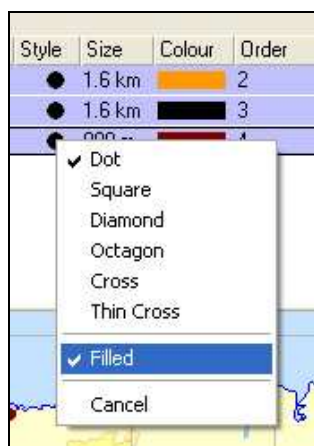 Style Size Colour Order
1.6 km 2
1.6 km 3
Dot
Square
Diamond
Octagon
Cross
Thin Cross
Filled
Cancel